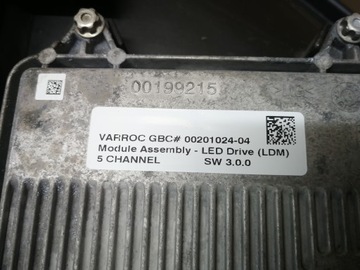 00199215
VARROC GBC# 00201024-04
Module Assembly - LED Drive (LDM)
5 CHANNEL SW 3.0.0